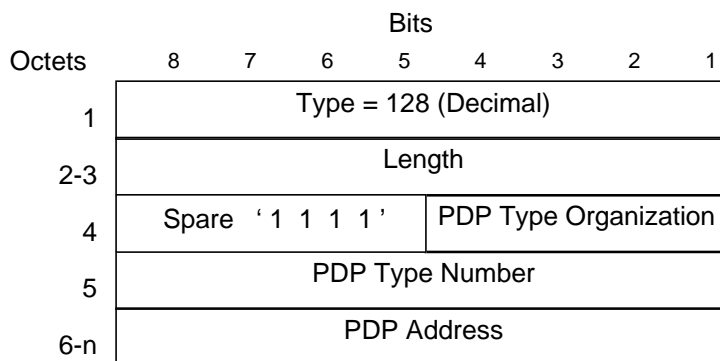 Bits
Octets 8 7 6 5 4 3 2 1
1 Type = 128 (Decimal)
2-3 Length
4 Spare ‘ 1 1 1 1 ’ PDP Type Organization
5 PDP Type Number
6-n PDP Address